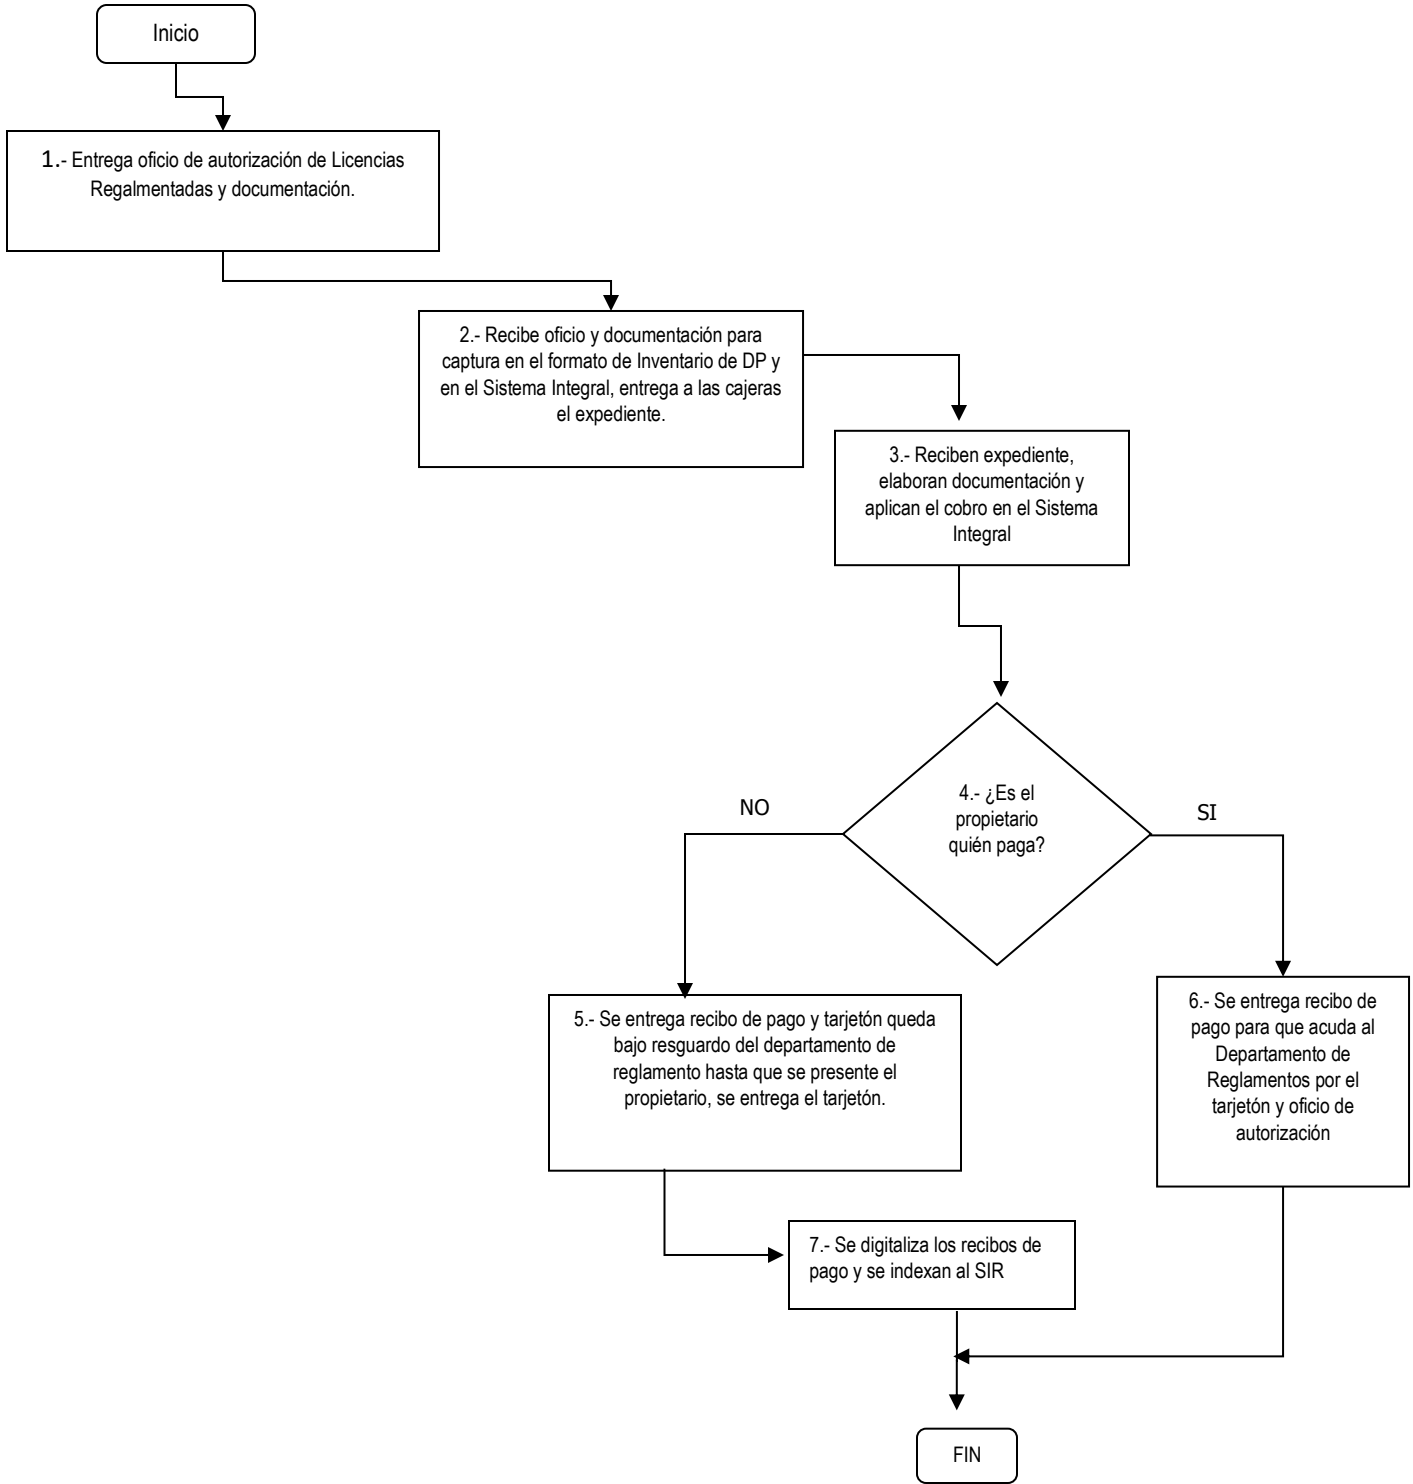 Inicio
1.- Entrega oficio de autorización de Licencias
Regalmentadas y documentación.
2.- Recibe oficio y documentación para
captura en el formato de Inventario de DP y
en el Sistema Integral, entrega a las cajeras
el expediente.
3.- Reciben expediente,
elaboran documentación y
aplican el cobro en el Sistema
Integral
4.- ¿Es el
propietario
quién paga?
NO
SI
5.- Se entrega recibo de pago y tarjetón queda
bajo resguardo del departamento de
reglamento hasta que se presente el
propietario, se entrega el tarjetón.
6.- Se entrega recibo de
pago para que acuda al
Departamento de
Reglamentos por el
tarjetón y oficio de
autorización
7.- Se digitaliza los recibos de
pago y se indexan al SIR
FIN